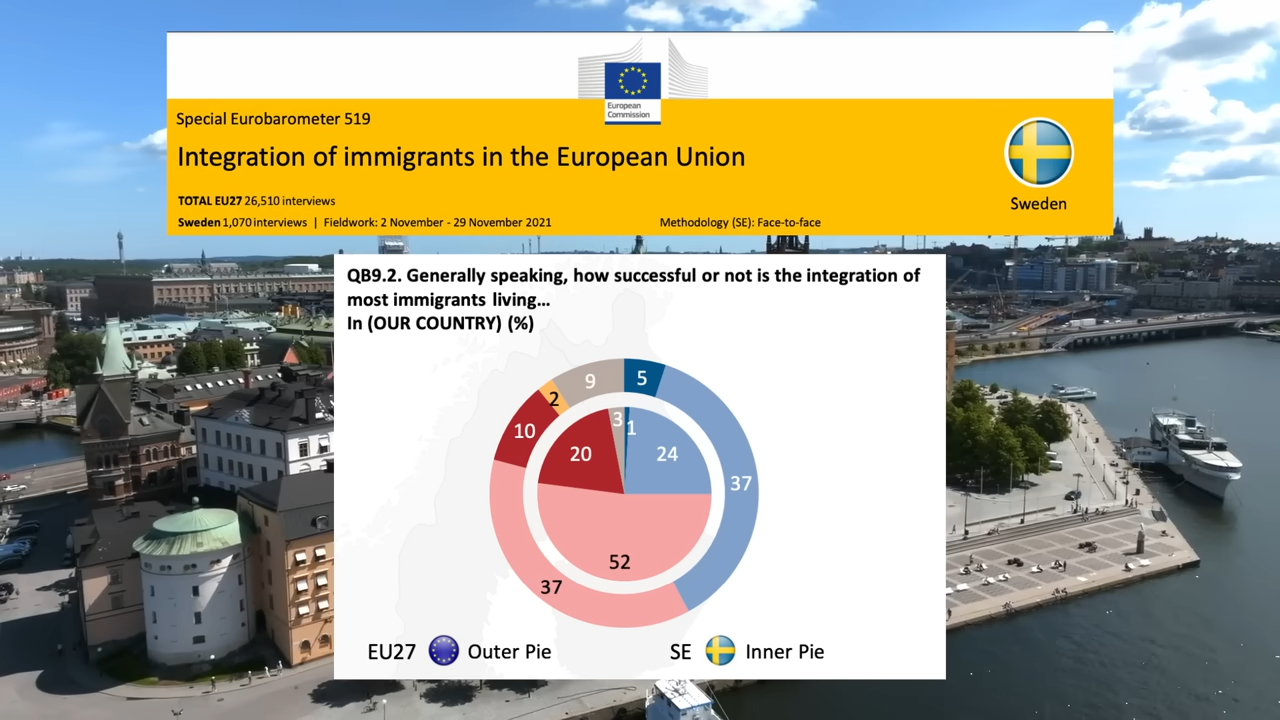 European
Commission
Special Eurobarometer 519
Integration of immigrants in the European Union
TOTAL EU27 26,510 interviews
Sweden 1,070 interviews | Fieldwork: 2 November - 29 November 2021
Methodology (SE): Face-to-face
Sweden
QB9.2. Generally speaking, how successful or not is the integration of
most immigrants living...
In (OUR COUNTRY) (%)
9
5
2
10
3
1
20
24
37
52
37
EU27
Outer Pie
SE
Inner Pie